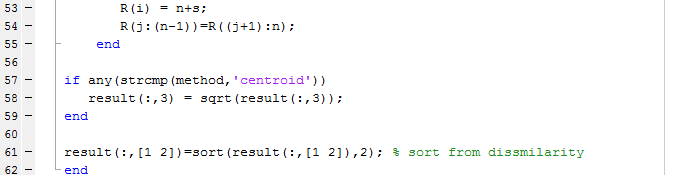 53 – R(i) = n+s;
54 – R(j:(n-1))=R((j+1):n);
55 – end
56
57 – if any(strcmp(method,'centroid'))
58 – result(:,3) = sqrt(result(:,3));
59 – end
60
61 – result(:,[1 2])=sort(result(:,[1 2]),2); % sort from dissmilarity
62 – end